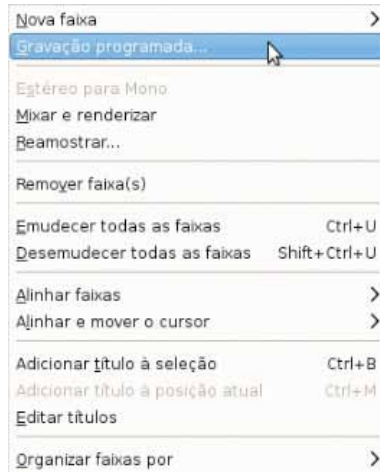 Nova faixa
Gravação programada...
Estéreo para Mono
Mixar e renderizar
Reamostrar...
Remover faixa(s)
Emudecer todas as faixas Ctrl+U
Desemudecer todas as faixas Shift+Ctrl+U
Alinhar faixas
Alinhar e mover o cursor
Adicionar título à seleção Ctrl+B
Adicionar título à posição atual Ctrl+M
Editar títulos
Organizar faixas por